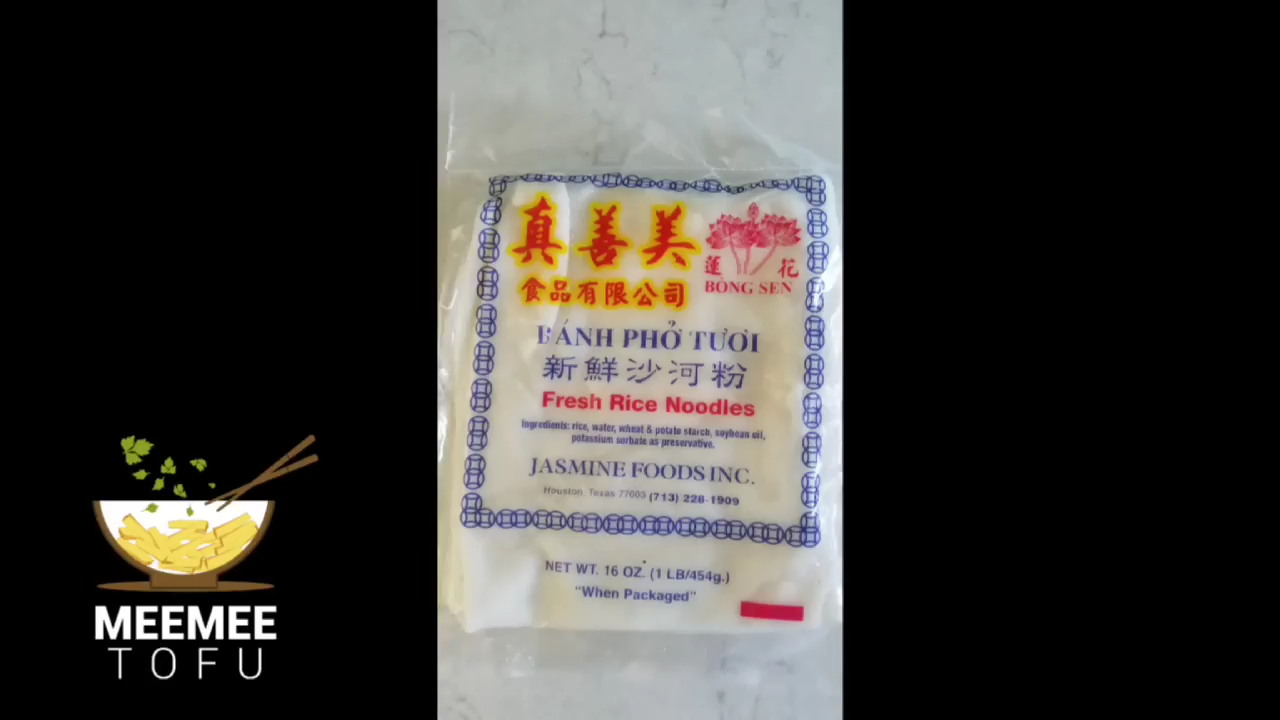 真善美
食品有限公司
蓮 花
BÔNG SEN
BÁNH PHỞ TƯƠI
新鮮沙河粉
Fresh Rice Noodles
Ingredients: rice, water, wheat & potato starch, soybean oil,
potassium sorbate as preservative.
JASMINE FOODS INC.
Houston, Texas 77003 (713) 228-1909
NET WT. 16 OZ. (1 LB/454g.)
"When Packaged"
MEEMEE
TOFU